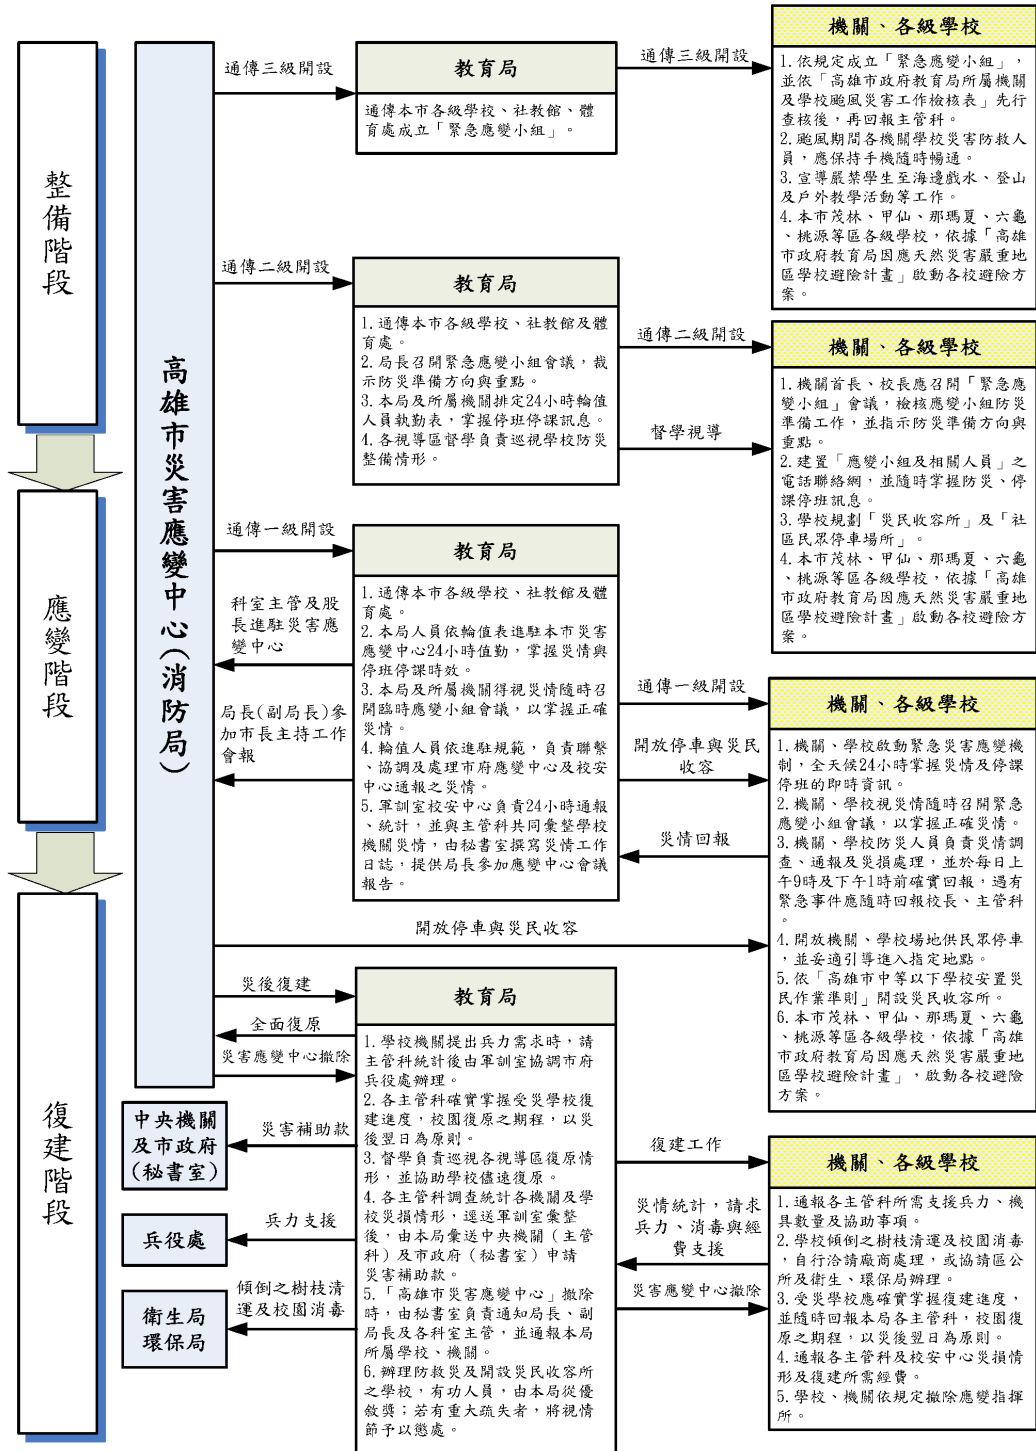 整備階段
應變階段
復建階段
高雄市災害應變中心(消防局)
通傳三級開設
教育局
通傳本市各級學校、社教館、體
育處成立「緊急應變小組」。
通傳三級開設
機關、各級學校
1.依規定成立「緊急應變小組」,
並依「高雄市政府教育局所屬機關
及學校颱風災害工作檢核表」先行
查核後,再回報主管科。
2.颱風期間各機關學校災害防救人
員,應保持手機隨時暢通。
3.宣導嚴禁學生至海邊戲水、登山
及戶外教學活動等工作。
4.本市茂林、甲仙、那瑪夏、六龜
、桃源等區各級學校,依據「高雄
市政府教育局因應天然災害嚴重地
區學校避險計畫」啟動各校避險方
案。
通傳二級開設
教育局
1.通傳本市各級學校、社教館及體
育處。
2.局長召開緊急應變小組會議,裁
示防災準備方向與重點。
3.本局及所屬機關排定24小時輪值
人員執勤表,掌握停班停課訊息。
4.各視導區督學負責巡視學校防災
整備情形。
通傳二級開設
督學視導
機關、各級學校
1.機關首長、校長應召開「緊急應
變小組」會議,檢核應變小組防災
準備工作,並指示防災準備方向與
重點。
2.建置「應變小組及相關人員」之
電話聯絡網,並隨時掌握防災、停
課停班訊息。
3.學校規劃「災民收容所」及「社
區民眾停車場所」。
4.本市茂林、甲仙、那瑪夏、六龜
、桃源等區各級學校,依據「高雄
市政府教育局因應天然災害嚴重地
區學校避險計畫」啟動各校避險方
案。
通傳一級開設
科室主管及股
長進駐災害應
變中心
局長(副局長)參
加市長主持工作
會報
教育局
1.通傳本市各級學校、社教館及體
育處
2.本局人員依輪值表進駐本市災害
應變中心24小時值勤,掌握災情與
停班停課時效。
3.本局及所屬機關得視災情隨時召
開臨時應變小組會議,以掌握正確
災情。
4.輪值人員依進駐規範,負責聯繫
、協調及處理市府應變中心及校安
中心通報之災情。
5.軍訓室校安中心負責24小時通報
、統計,並與主管科共同彙整學校
機關災情,由秘書室撰寫災情工作
日誌,提供局長參加應變中心會議
報告。
通傳一級開設
開放停車與災民
收容
災情回報
機關、各級學校
1.機關、學校啟動緊急災害應變機
制,全天候24小時掌握災情及停課
停班的即時資訊。
2.機關、學校視災情隨時召開緊急
應變小組會議,以掌握正確災情。
3.機關、學校防災人員負責災情調
查、通報及災損處理,並於每日上
午9時及下午1時前確實回報,遇有
緊急事件應隨時回報校長、主管科
。
4.開放機關、學校場地供民眾停車
,並妥適引導進入指定地點。
5.依「高雄市中等以下學校安置災
民作業準則」開設災民收容所。
6.本市茂林、甲仙、那瑪夏、六龜
、桃源等區各級學校,依據「高雄
市政府教育局因應天然災害嚴重地
區學校避險計畫」,啟動各校避險
方案。
開放停車與災民收容
災後復建
全面復原
災害應變中心撤除
教育局
1.學校機關提出兵力需求時,請
主管科統計後由軍訓室協調市府
兵役處辦理。
2.各主管科確實掌握受災學校復
建進度,校園復原之期程,以災
後翌日為原則。
3.督學負責巡視各視導區復原情
形,並協助學校儘速復原。
4.各主管科調查統計各機關及學
校災損情形,逕送軍訓室彙整
後,由本局彙送中央機關(主管
科)及市政府(秘書室)申請
災害補助款。
5.「高雄市災害應變中心」撤除
時,由秘書室負責通知局長、副
局長及各科室主管,並通報本局
所屬學校、機關。
6.辦理防救災及開設災民收容所
之學校,有功人員,由本局從優
敘獎;若有重大疏失者,將視情
節予以懲處。
中央機關
及市政府
(秘書室)
災害補助款
兵役處
兵力支援
衛生局
環保局
傾倒之樹枝清
運及校園消毒
復建工作
災情統計,請求
兵力、消毒與經
費支援
災害應變中心撤除
機關、各級學校
1.通報各主管科所需支援兵力、機
具數量及協助事項。
2.學校傾倒之樹枝清運及校園消毒
,自行洽請廠商處理,或協請區公
所及衛生、環保局辦理。
3.受災學校應確實掌握復建進度,
並隨時回報本局各主管科,校園復
原之期程,以災後翌日為原則。
4.通報各主管科及校安中心災損情
形及復建所需經費。
5.學校、機關依規定撤除應變指揮
所。